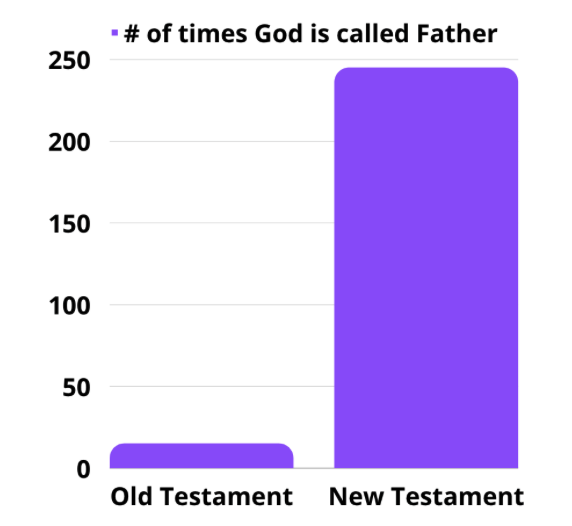 # of times God is called Father
250
200
150
100
50
0
Old Testament
New Testament